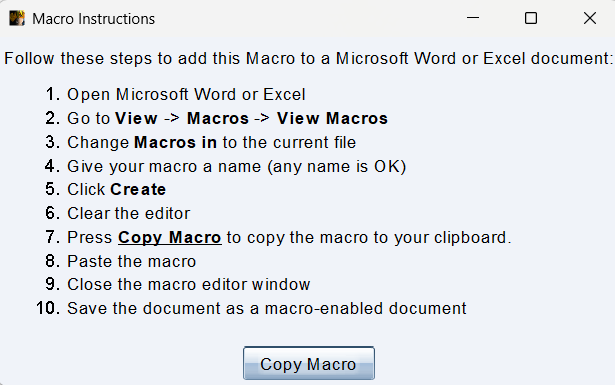 Macro Instructions
Follow these steps to add this Macro to a Microsoft Word or Excel document:
1. Open Microsoft Word or Excel
2. Go to View -> Macros -> View Macros
3. Change Macros in to the current file
4. Give your macro a name (any name is OK)
5. Click Create
6. Clear the editor
7. Press Copy Macro to copy the macro to your clipboard.
8. Paste the macro
9. Close the macro editor window
10. Save the document as a macro-enabled document
Copy Macro